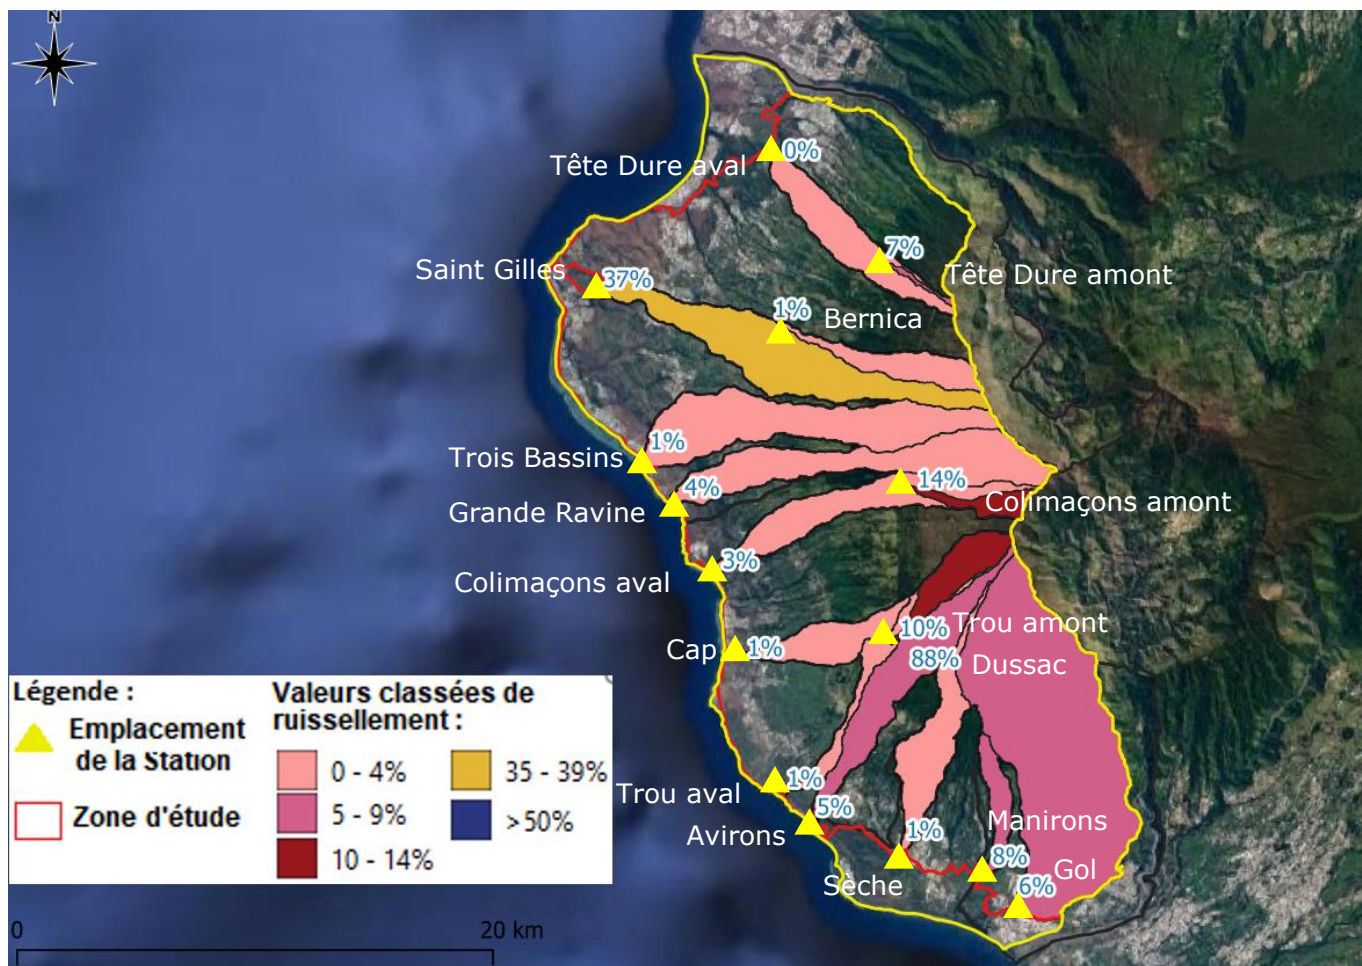 0%
Tête Dure aval
7%
Tête Dure amont
Saint Gilles
37%
1%
Bernica
1%
Trois Bassins
14%
4%
Colimaçons amont
Grande Ravine
3%
Colimaçons aval
10%
Trou amont
Cap
1%
88%
Dussac
Légende :
Emplacement
de la Station
Zone d'étude
Valeurs classées de
ruissellement :
0 - 4%
5 - 9%
10 - 14%
35 - 39%
>50%
1%
Trou aval
5%
Avirons
1%
Manirons
8%
Sèche
Gol
6%
0
20 km